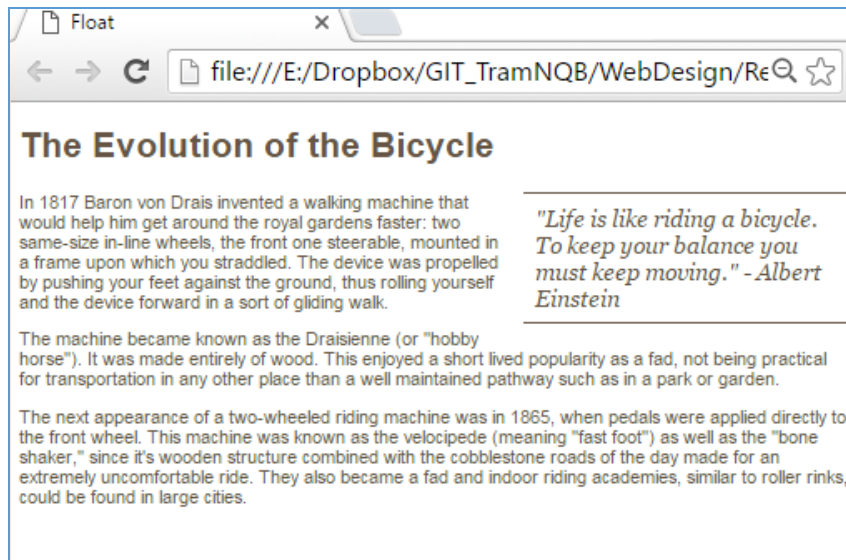 Float
file:///E:/Dropbox/GIT_TramNQB/WebDesign/Re
The Evolution of the Bicycle
In 1817 Baron von Drais invented a walking machine that
would help him get around the royal gardens faster: two
same-size in-line wheels, the front one steerable, mounted in
a frame upon which you straddled. The device was propelled
by pushing your feet against the ground, thus rolling yourself
and the device forward in a sort of gliding walk.
"Life is like riding a bicycle.
To keep your balance you
must keep moving." - Albert
Einstein
The machine became known as the Draisienne (or "hobby
horse"). It was made entirely of wood. This enjoyed a short lived popularity as a fad, not being practical
for transportation in any other place than a well maintained pathway such as in a park or garden.
The next appearance of a two-wheeled riding machine was in 1865, when pedals were applied directly to
the front wheel. This machine was known as the velocipede (meaning "fast foot") as well as the "bone
shaker," since it's wooden structure combined with the cobblestone roads of the day made for an
extremely uncomfortable ride. They also became a fad and indoor riding academies, similar to roller rinks,
could be found in large cities.